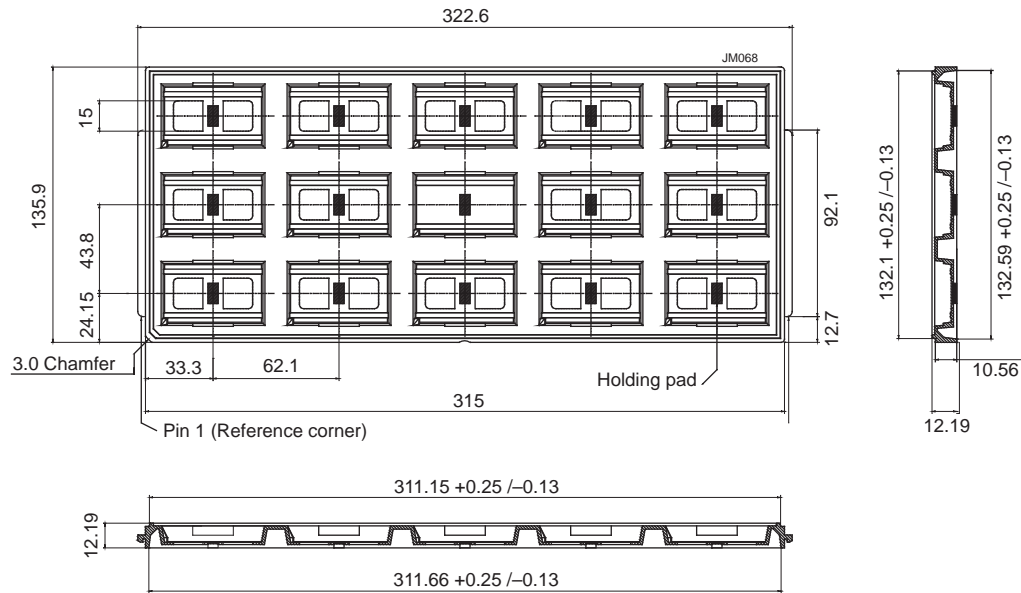 322.6
JM068
15
135.9
43.8
24.15
92.1
12.7
132.1 +0.25 /–0.13
132.59 +0.25 /–0.13
3.0 Chamfer
33.3
62.1
Holding pad
10.56
315
12.19
Pin 1 (Reference corner)
311.15 +0.25 /–0.13
12.19
311.66 +0.25 /–0.13